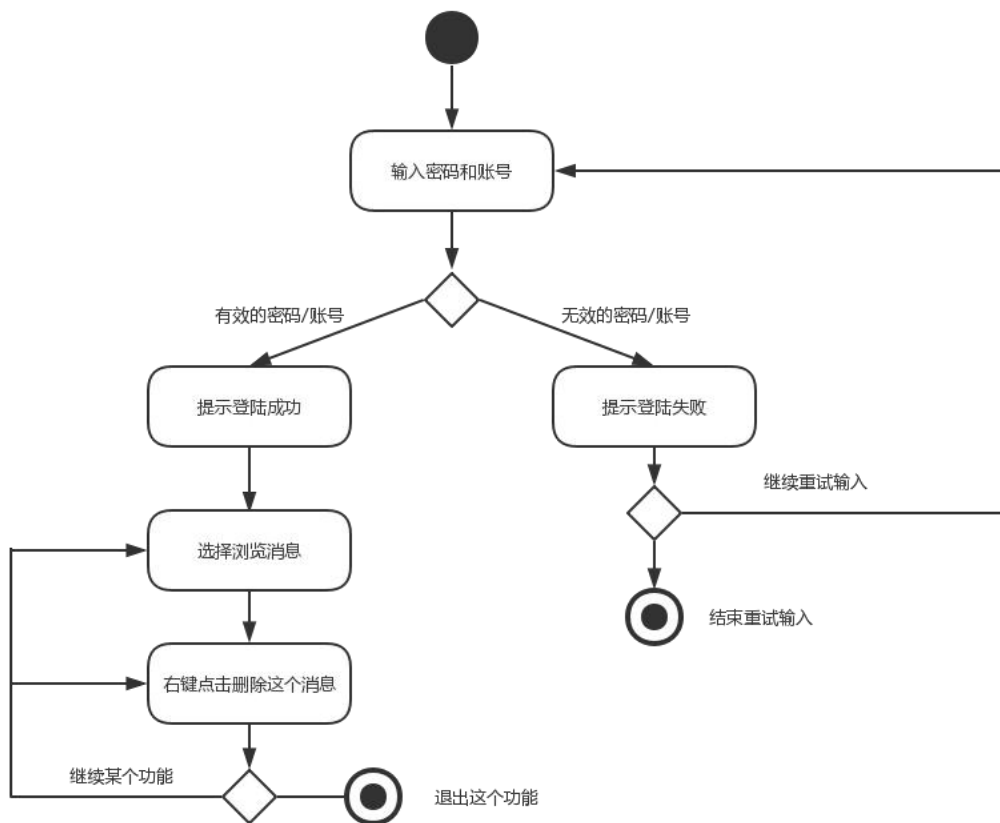 输入密码和账号
有效的密码/账号
无效的密码/账号
提示登陆成功
提示登陆失败
继续重试输入
选择浏览消息
结束重试输入
右键点击删除这个消息
继续某个功能
退出这个功能